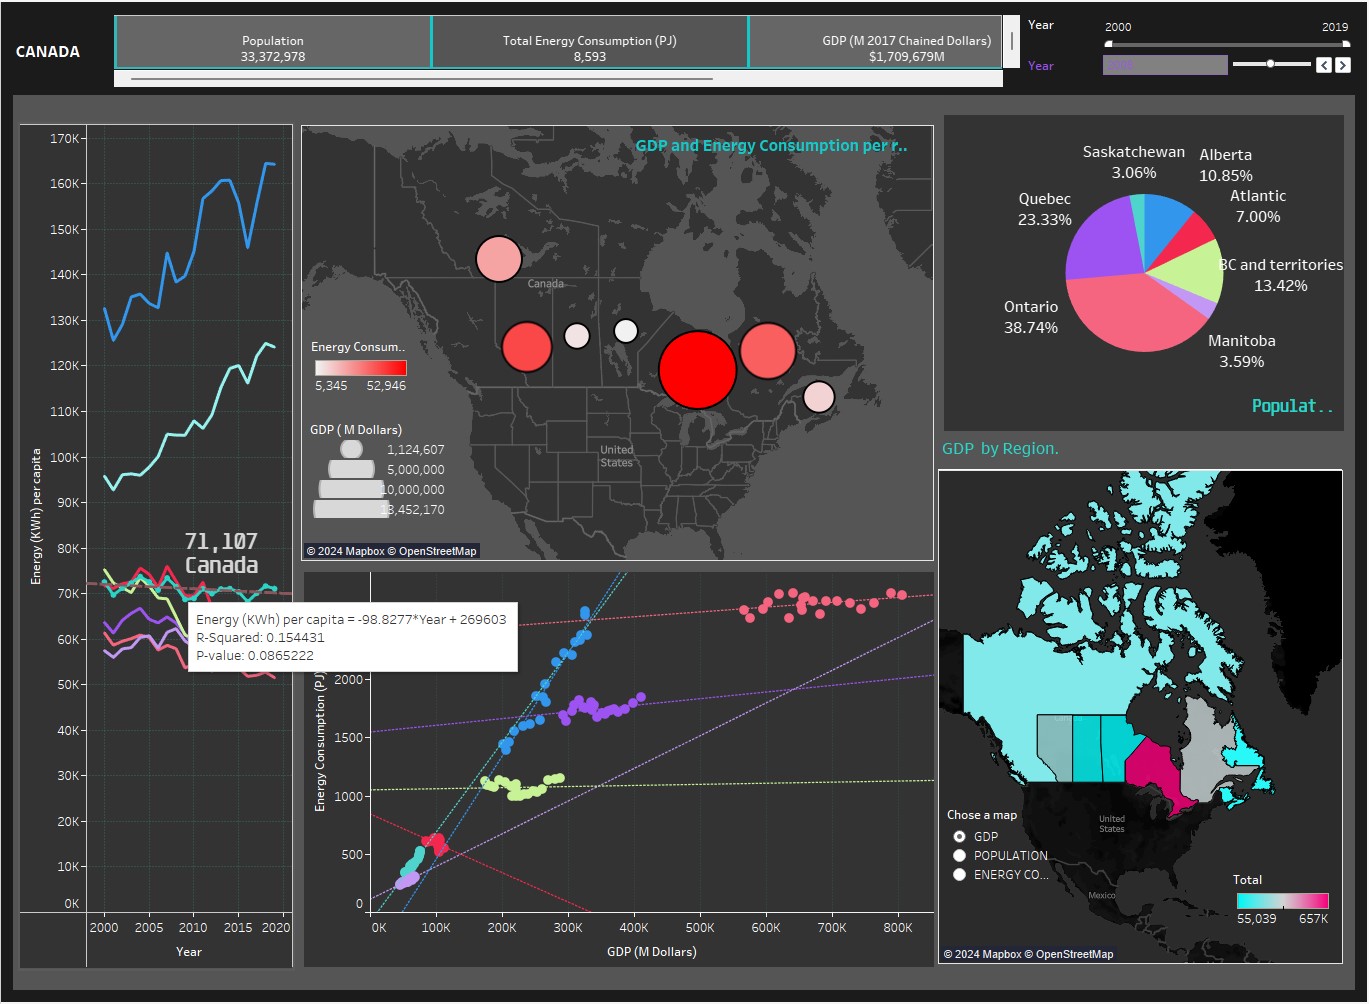 CANADA
Population
33,372,978
Total Energy Consumption (PJ)
8,593
GDP (M 2017 Chained Dollars)
$1,709,679M
Year
2000
2019
Year
170K
160K
150K
140K
130K
120K
110K
100K
90K
80K
70K
60K
50K
40K
30K
20K
10K
0K
Energy (KWh) per capita
2000
2005
2010
2015
2020
Year
71,107
Canada
Energy (KWh) per capita = -98.8277*Year + 269603
R-Squared: 0.154431
P-value: 0.0865222
GDP and Energy Consumption per r..
Canada
United
States
Energy Consum..
5,345
52,946
GDP ( M Dollars)
1,124,607
5,000,000
10,000,000
13,452,170
© 2024 Mapbox © OpenStreetMap
2000
1500
1000
500
0
Energy Consumption (PJ)
0K
100K
200K
300K
400K
500K
600K
700K
800K
GDP (M Dollars)
Saskatchewan
3.06%
Alberta
10.85%
Atlantic
7.00%
Quebec
23.33%
BC and territories
13.42%
Ontario
38.74%
Manitoba
3.59%
Populat..
GDP by Region.
United
States
Mexico
Chose a map
GDP
POPULATION
ENERGY CO...
Total
55,039
657K
© 2024 Mapbox © OpenStreetMap